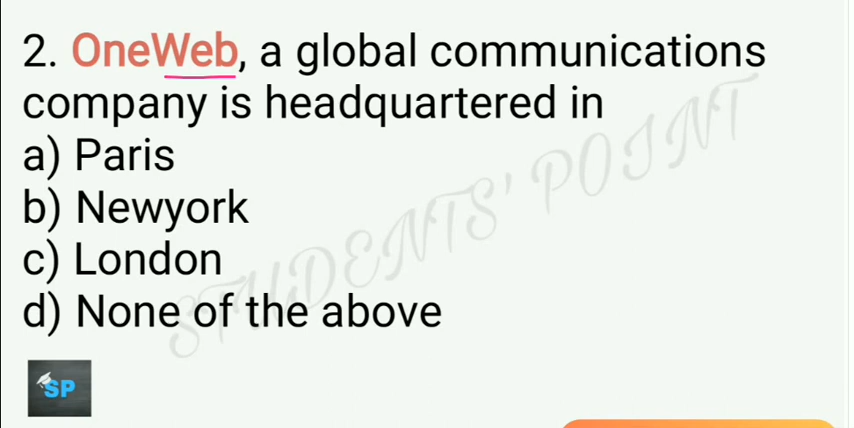 2. OneWeb, a global communications
company is headquartered in
a) Paris
b) Newyork
c) London
d) None of the above
STUDENTS' POINT
SP